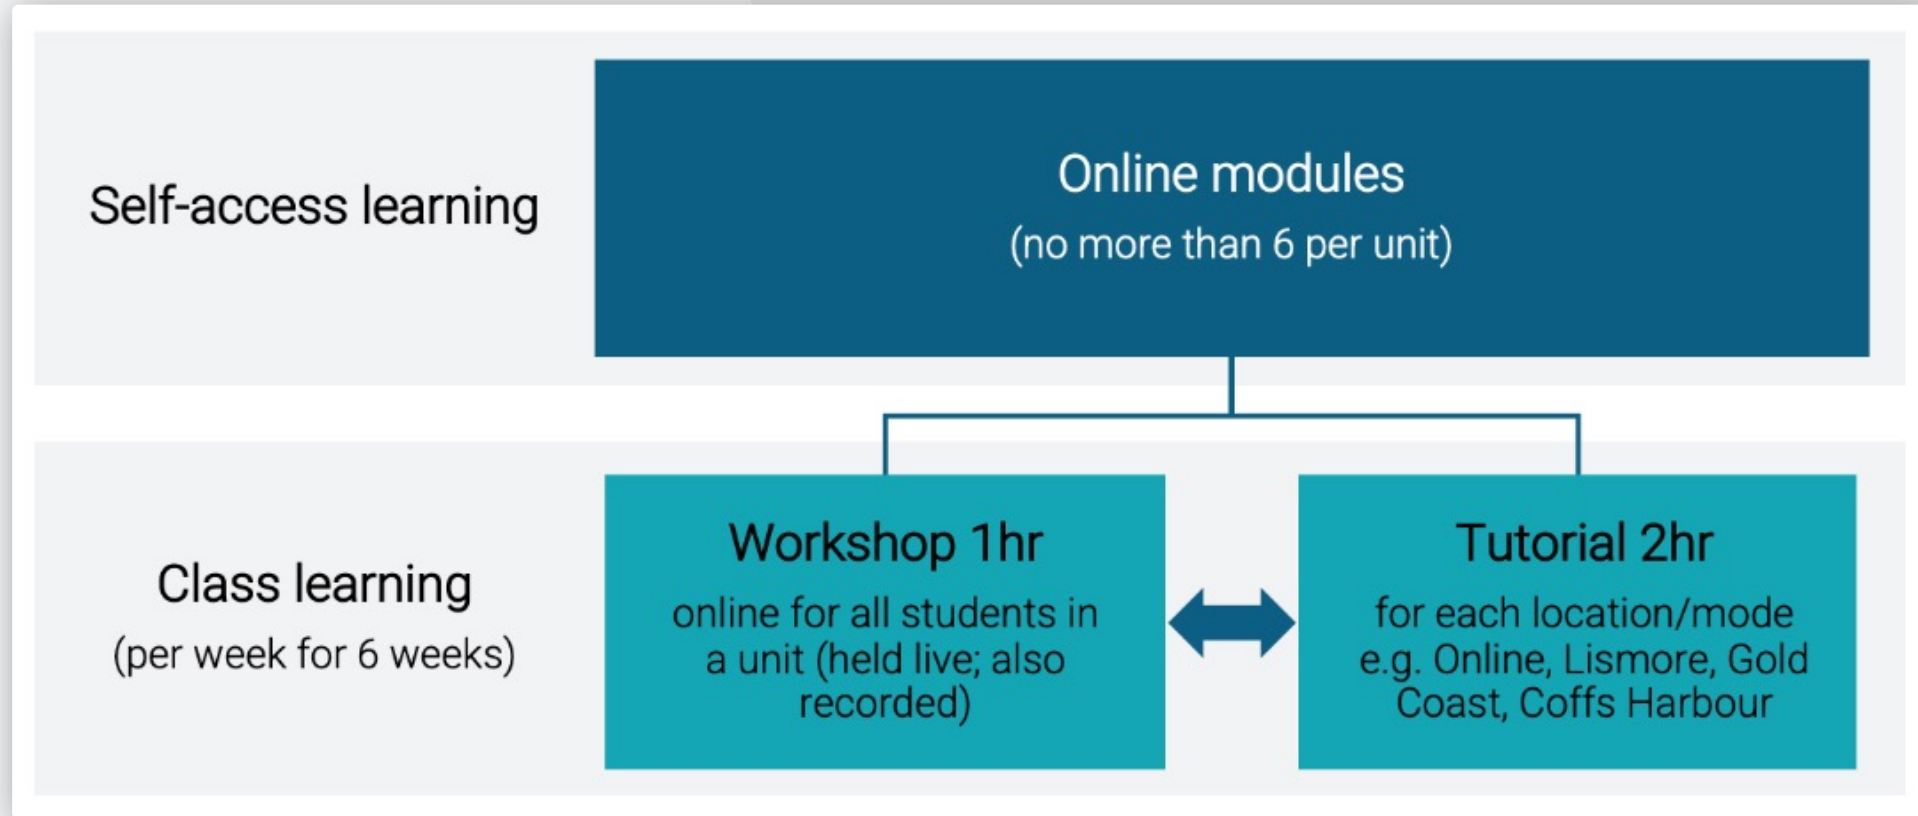 Self-access learning
Online modules
(no more than 6 per unit)
Class learning
(per week for 6 weeks)
Workshop 1hr
online for all students in
a unit (held live; also
recorded)
Tutorial 2hr
for each location/mode
e.g. Online, Lismore, Gold
Coast, Coffs Harbour